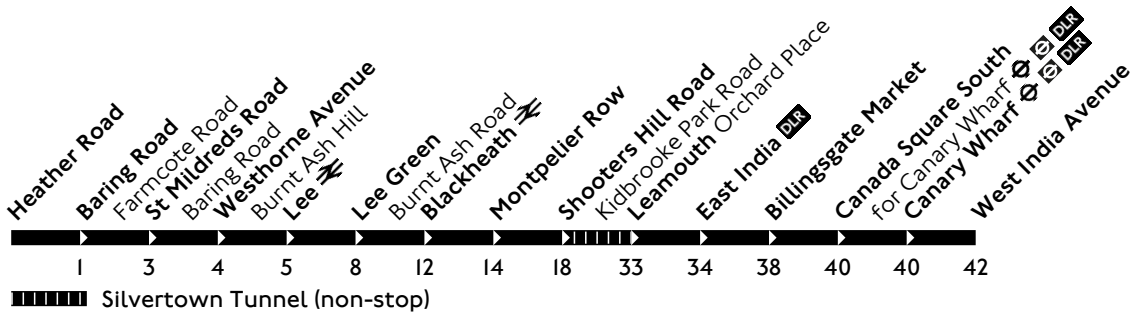 Heather Road
Baring Road
Farmcote Road
St Mildreds Road
Baring Road
Westhorne Avenue
Burnt Ash Hill
Lee
Lee Green
Burnt Ash Road
Blackheath
Montpelier Row
Shooters Hill Road
Kidbrooke Park Road
Leamouth Orchard Place
East India DLR
Billingsgate Market
Canada Square South
for Canary Wharf DLR
Canary Wharf DLR
West India Avenue
1 3 4 5 8 12 14 18 33 34 38 40 40 42
Silvertown Tunnel (non-stop)